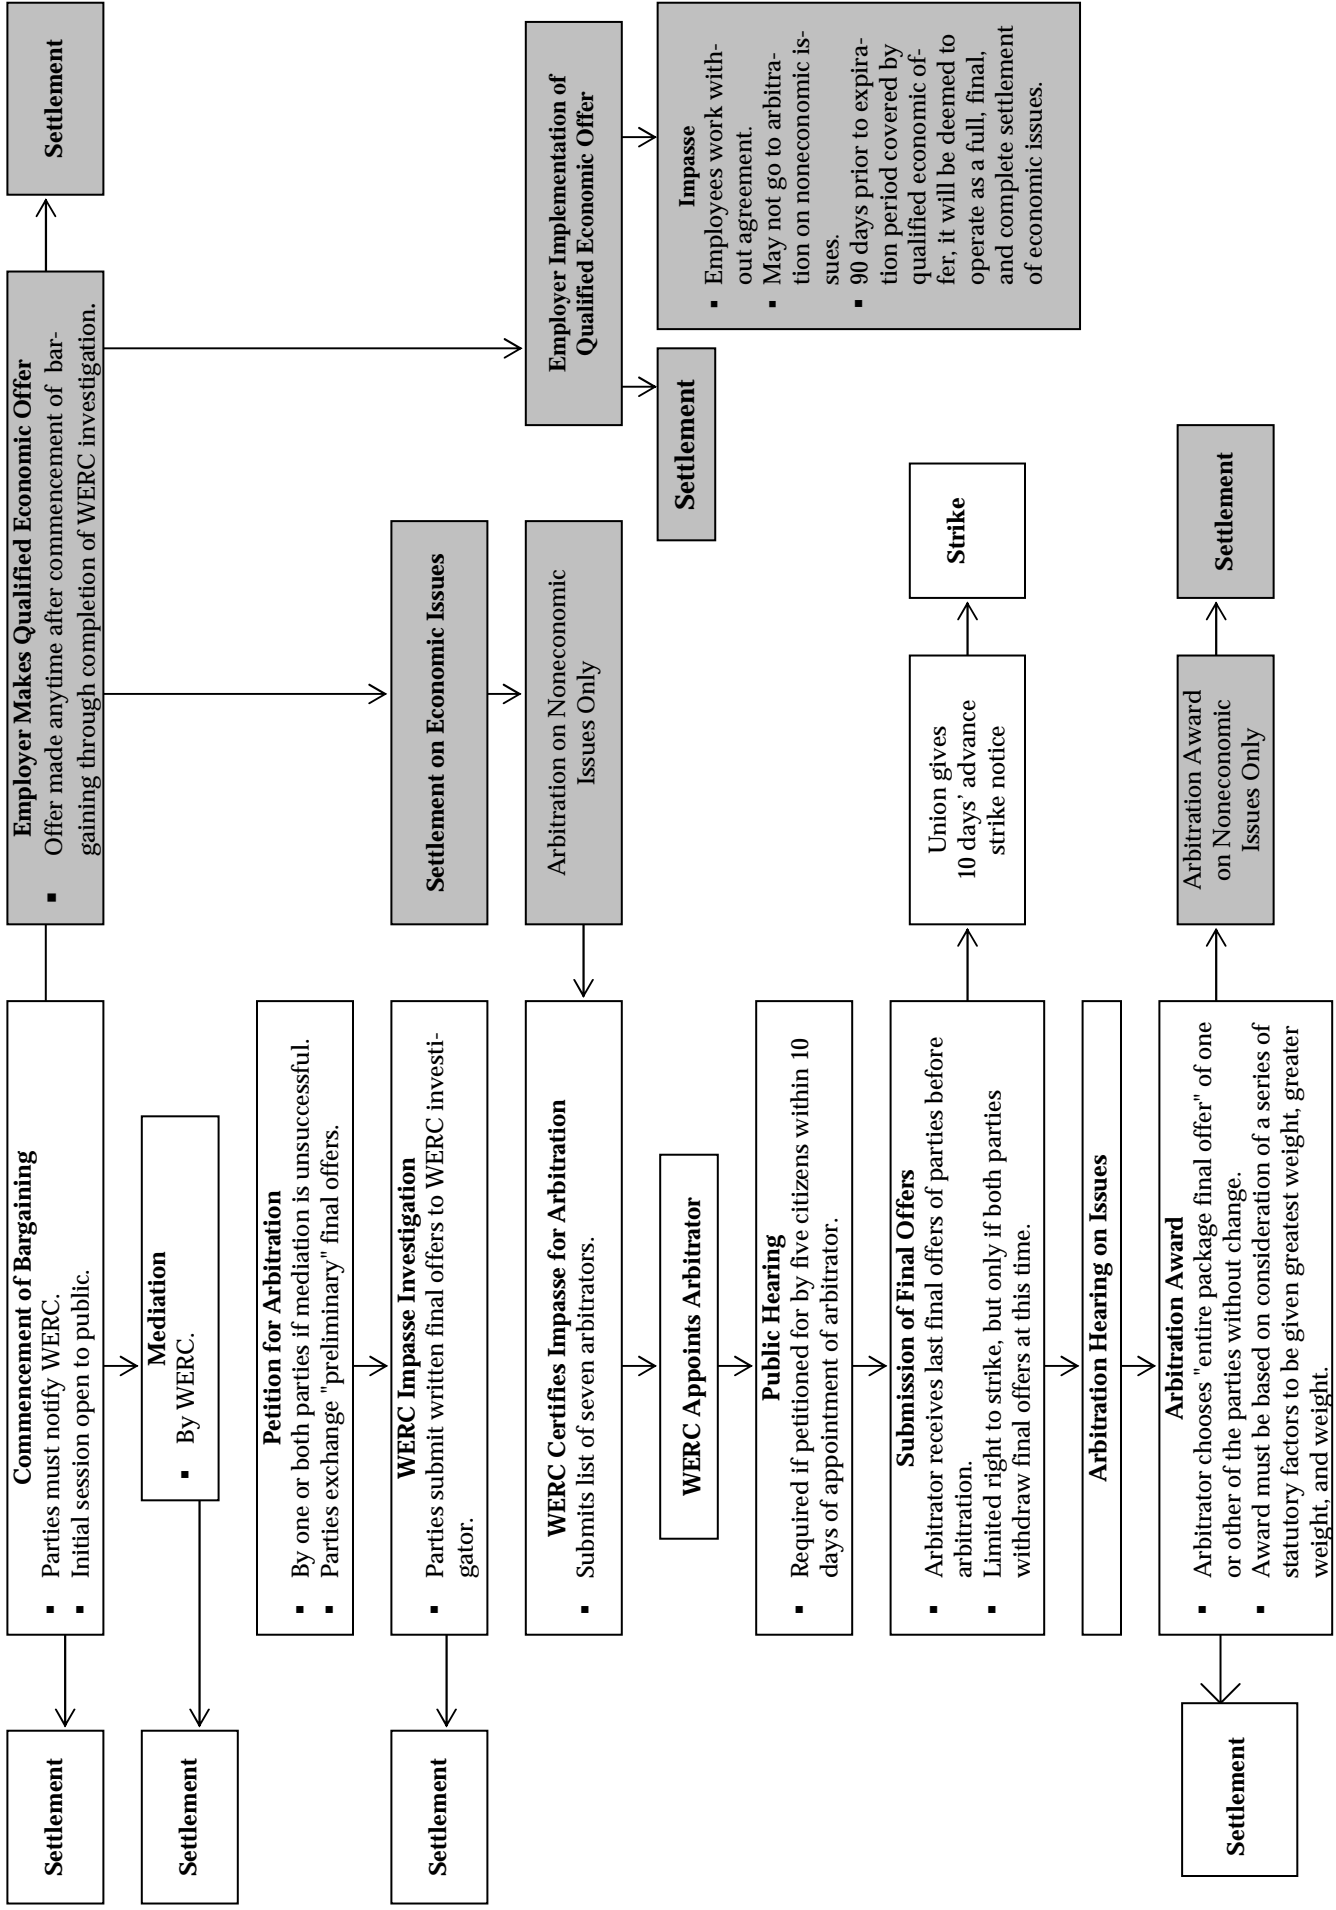 Settlement
Commencement of Bargaining
▪ Parties must notify WERC.
▪ Initial session open to public.
Employer Makes Qualified Economic Offer
▪ Offer made anytime after commencement of bar-
gaining through completion of WERC investigation.
Settlement
Settlement
Mediation
▪ By WERC.
Petition for Arbitration
▪ By one or both parties if mediation is unsuccessful.
▪ Parties exchange "preliminary" final offers.
Settlement
WERC Impasse Investigation
▪ Parties submit written final offers to WERC investi-
gator.
Settlement on Economic Issues
WERC Certifies Impasse for Arbitration
▪ Submits list of seven arbitrators.
Arbitration on Noneconomic
Issues Only
Employer Implementation of
Qualified Economic Offer
WERC Appoints Arbitrator
Settlement
Impasse
▪ Employees work with-
out agreement.
▪ May not go to arbitra-
tion on noneconomic is-
sues.
▪ 90 days prior to expira-
tion period covered by
qualified economic of-
fer, it will be deemed to
operate as a full, final,
and complete settlement
of economic issues.
Public Hearing
▪ Required if petitioned for by five citizens within 10
days of appointment of arbitrator.
Submission of Final Offers
▪ Arbitrator receives last final offers of parties before
arbitration.
▪ Limited right to strike, but only if both parties
withdraw final offers at this time.
Union gives
10 days’ advance
strike notice
Strike
Arbitration Hearing on Issues
Settlement
Arbitration Award
▪ Arbitrator chooses "entire package final offer" of one
or other of the parties without change.
▪ Award must be based on consideration of a series of
statutory factors to be given greatest weight, greater
weight, and weight.
Arbitration Award
on Noneconomic
Issues Only
Settlement